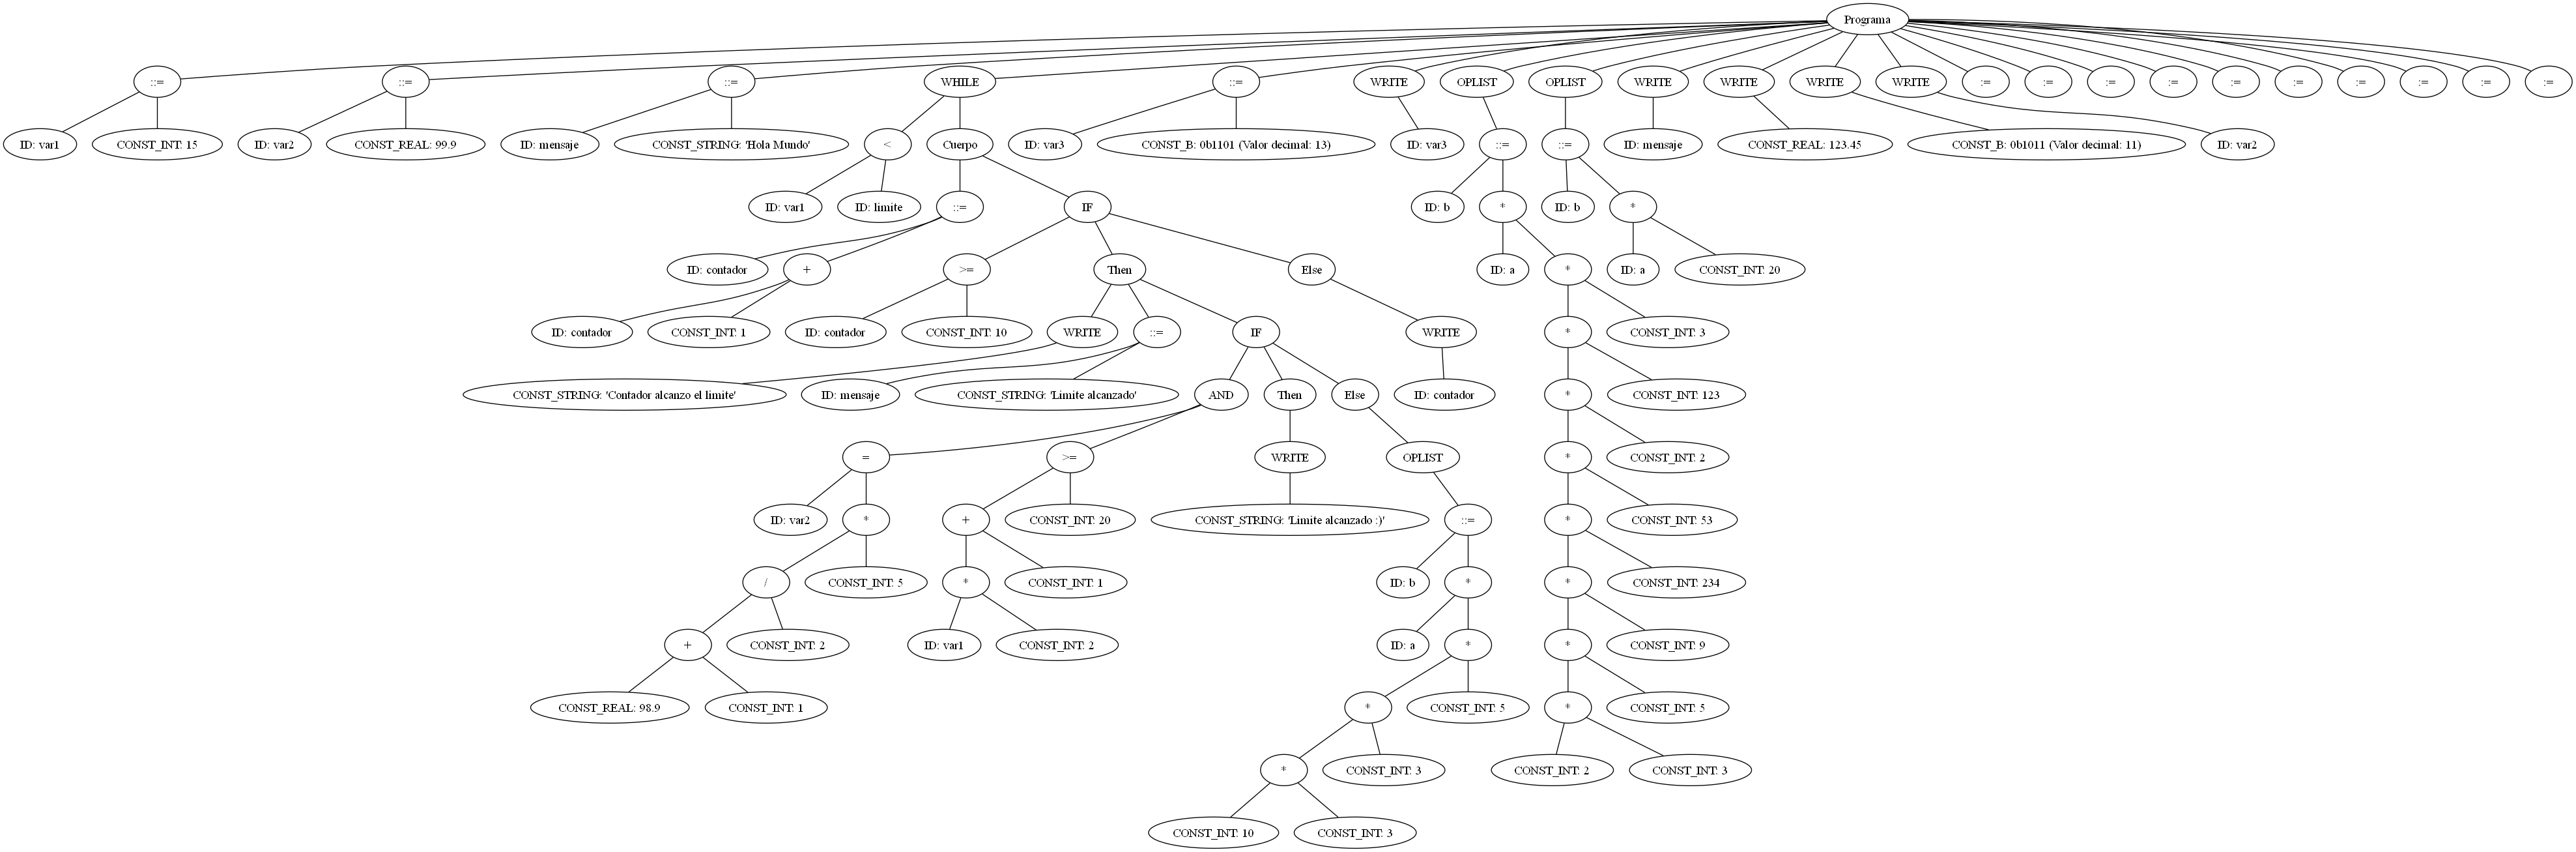 Programa
::=
::=
::=
WHILE
::=
WRITE
OPLIST
OPLIST
WRITE
WRITE
WRITE
WRITE
:=
:=
:=
:=
:=
:=
:=
:=
:=
:=
ID: var1
CONST_INT: 15
ID: var2
CONST_REAL: 99.9
ID: mensaje
CONST_STRING: 'Hola Mundo'
<
Cuerpo
ID: var3
CONST_B: 0b1101 (Valor decimal: 13)
ID: var3
::=
::=
ID: mensaje
CONST_REAL: 123.45
CONST_B: 0b1011 (Valor decimal: 11)
ID: var2
ID: var1
ID: limite
::=
IF
ID: b
*
ID: b
*
ID: contador
+
>=
Then
Else
ID: a
*
ID: a
CONST_INT: 20
ID: contador
CONST_INT: 1
ID: contador
CONST_INT: 10
WRITE
::=
IF
WRITE
*
CONST_INT: 3
CONST_STRING: 'Contador alcanzo el limite'
ID: mensaje
CONST_STRING: 'Limite alcanzado'
AND
Then
Else
ID: contador
*
CONST_INT: 123
=
>=
WRITE
OPLIST
*
CONST_INT: 2
ID: var2
*
+
CONST_INT: 20
CONST_STRING: 'Limite alcanzado :)'
::=
*
CONST_INT: 53
/
CONST_INT: 5
*
CONST_INT: 1
ID: b
*
*
CONST_INT: 234
+
CONST_INT: 2
ID: var1
CONST_INT: 2
ID: a
*
*
CONST_INT: 9
CONST_REAL: 98.9
CONST_INT: 1
*
CONST_INT: 5
*
CONST_INT: 5
*
CONST_INT: 3
CONST_INT: 2
CONST_INT: 3
CONST_INT: 10
CONST_INT: 3